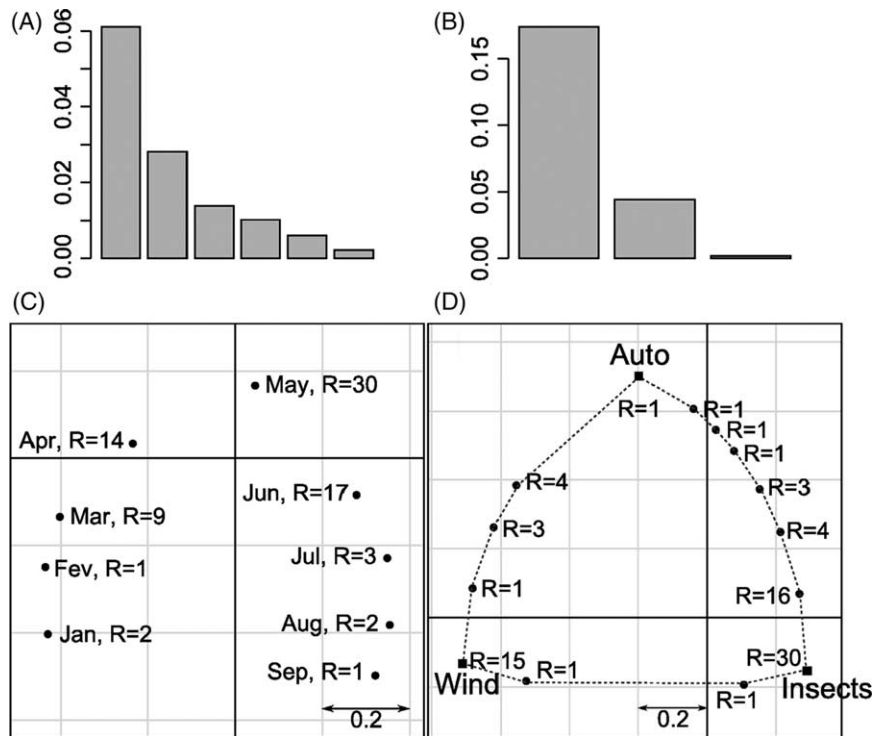 (A)
0.06
0.04
0.02
0.00
(B)
0.15
0.10
0.05
0.00
(C)
May, R=30
Apr, R=14
Jun, R=17
Mar, R=9
Jul, R=3
Fev, R=1
Aug, R=2
Jan, R=2
Sep, R=1
0.2
(D)
Auto
R=1
R=1
R=1
R=1
R=4
R=3
R=3
R=4
R=1
R=16
R=15
R=30
Wind
R=1
R=1
Insects
0.2